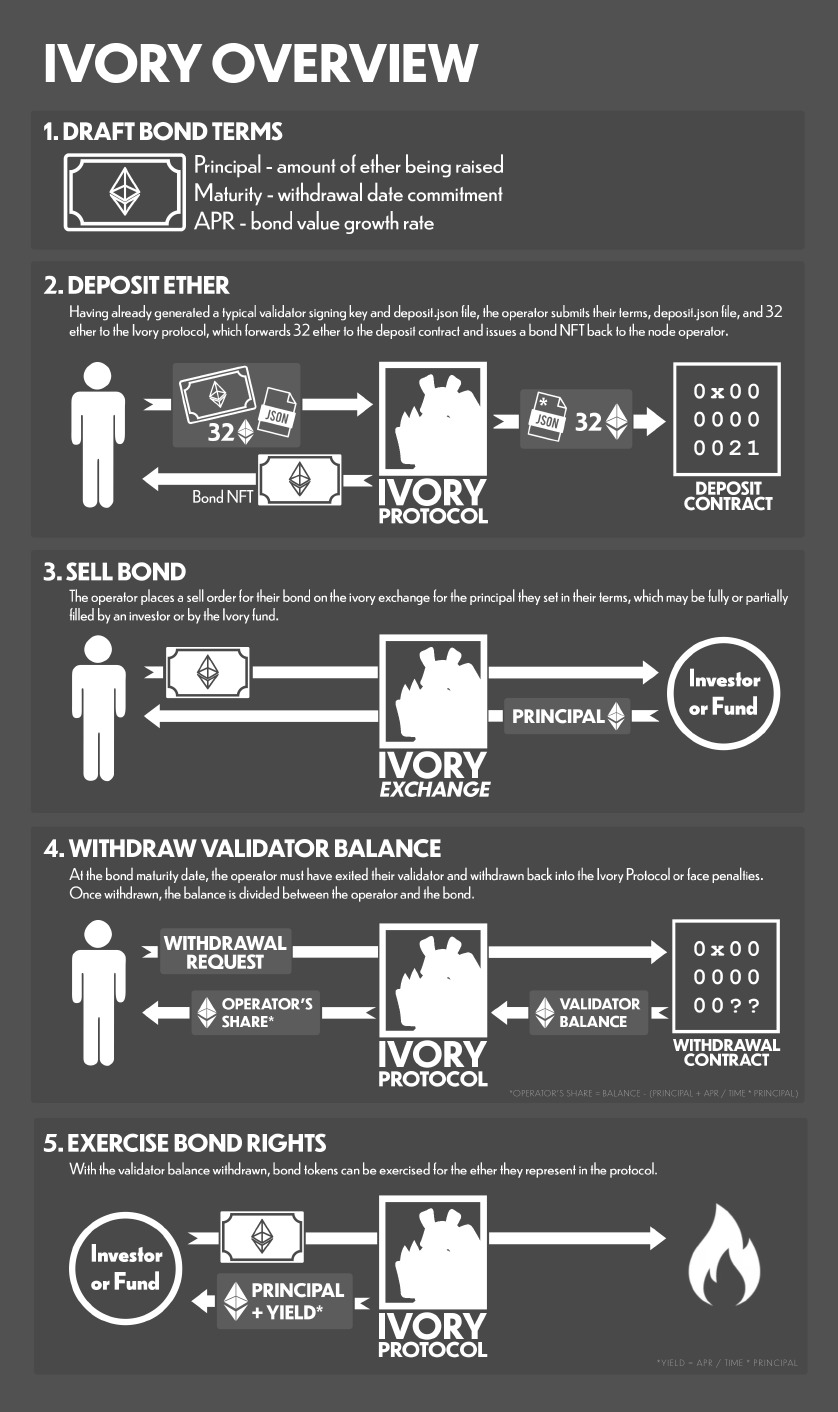 IVORY OVERVIEW
1. DRAFT BOND TERMS
Principal - amount of ether being raised
Maturity - withdrawal date commitment
APR - bond value growth rate
2. DEPOSIT ETHER
Having already generated a typical validator signing key and deposit.json file, the operator submits their terms, deposit.json file, and 32
ether to the Ivory protocol, which forwards 32 ether to the deposit contract and issues a bond NFT back to the node operator.
JSON
32
Bond NFT
IVORY
PROTOCOL
*
JSON
32
0x00
0000
0021
DEPOSIT
CONTRACT
3. SELL BOND
The operator places a sell order for their bond on the ivory exchange for the principal they set in their terms, which may be fully or partially
filled by an investor or by the Ivory fund.
PRINCIPAL
IVORY
EXCHANGE
Investor
or Fund
4. WITHDRAW VALIDATOR BALANCE
At the bond maturity date, the operator must have exited their validator and withdrawn back into the Ivory Protocol or face penalties.
Once withdrawn, the balance is divided between the operator and the bond.
WITHDRAWAL
REQUEST
OPERATOR'S
SHARE*
IVORY
PROTOCOL
VALIDATOR
BALANCE
0x00
0000
00??
WITHDRAWAL
CONTRACT
*OPERATOR'S SHARE = BALANCE - (PRINCIPAL + APR / TIME * PRINCIPAL)
5. EXERCISE BOND RIGHTS
With the validator balance withdrawn, bond tokens can be exercised for the ether they represent in the protocol.
Investor
or Fund
PRINCIPAL
+ YIELD*
IVORY
PROTOCOL
*YIELD = APR / TIME * PRINCIPAL